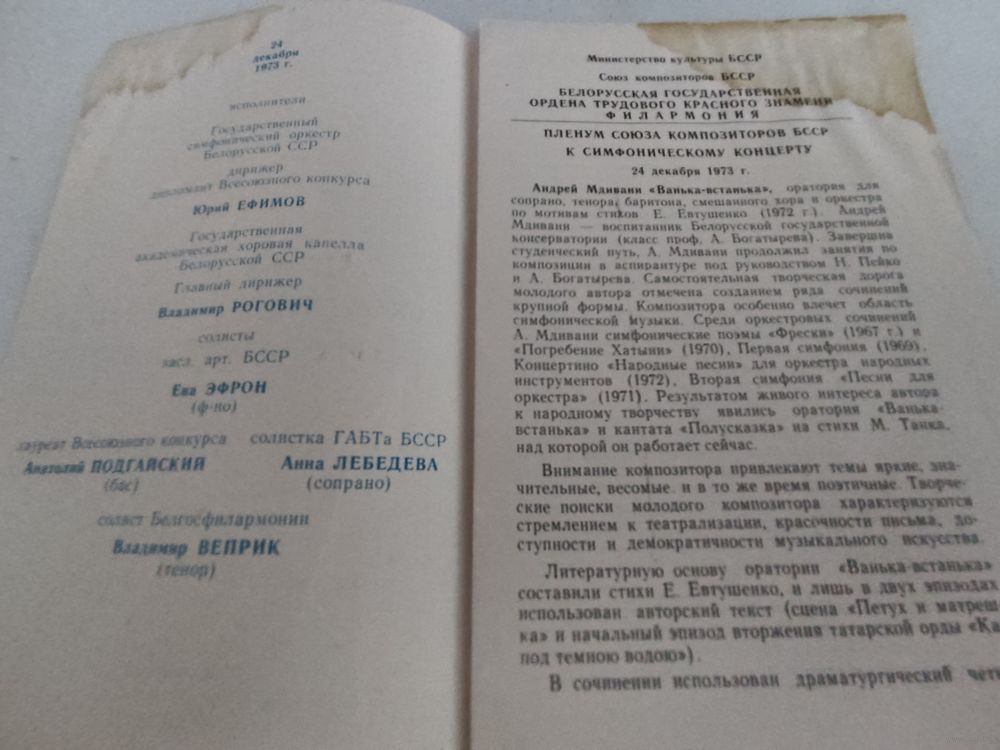 24
декабря
1973 г.
исполнители
Государственный
симфонический оркестр
Белорусской ССР
дирижер
дипломант Всесоюзного конкурса
Юрий ЕФИМОВ
Государственная
академическая хоровая капелла
Белорусской ССР
Главный дирижер
Владимир РОГОВИЧ
солисты
засл. арт. БССР
Ева ЭФРОН
(ф-но)
лауреат Всесоюзного конкурса
Анатолий ПОДГАЙСКИЙ
(бас)
солистка ГАБТа БССР
Анна ЛЕБЕДЕВА
(сопрано)
солист Белгосфилармонии
Владимир ВЕПРИК
(тенор)
Министерство культуры БССР
Союз композиторов БССР
БЕЛОРУССКАЯ ГОСУДАРСТВЕННАЯ
ОРДЕНА ТРУДОВОГО КРАСНОГО ЗНАМЕНИ
ФИЛАРМОНИЯ
ПЛЕНУМ СОЮЗА КОМПОЗИТОРОВ БССР
К СИМФОНИЧЕСКОМУ КОНЦЕРТУ
24 декабря 1973 г.
Андрей Мдивани «Ванька-встанька», оратория для
сопрано, тенора, баритона, смешанного хора и оркестра
по мотивам стихов Е. Евтушенко (1972 г.). Андрей
Мдивани — воспитанник Белорусской государственной
консерватории (класс проф. А. Богатырева). Завершив
студенческий путь, А. Мдивани продолжил занятия по
композиции в аспирантуре под руководством Н. Пейко
и А. Богатырева. Самостоятельная творческая дорога
молодого автора отмечена созданием ряда сочинений
крупной формы. Композитора особенно влечет область
симфонической музыки. Среди оркестровых сочинений
А. Мдивани симфонические поэмы «Фрески» (1967 г.) и
«Погребение Хатыни» (1970), Первая симфония (1969),
Концертино «Народные песни» для оркестра народных
инструментов (1972), Вторая симфония «Песни для
оркестра» (1971). Результатом живого интереса автора
к народному творчеству явились оратория «Ванька-
встанька» и кантата «Полусказка» на стихи М. Танка,
над которой он работает сейчас.
Внимание композитора привлекают темы яркие, зна-
чительные, весомые и в то же время поэтичные. Творче-
ские поиски молодого композитора характеризуются
стремлением к театрализации, красочности письма, до-
ступности и демократичности музыкального искусства.
Литературную основу оратории «Ванька-встанька»
составили стихи Е. Евтушенко, и лишь в двух эпизодах
использован авторский текст (сцена «Петух и матреш
ка» и начальный эпизод вторжения татарской орды «Ка
под темною водою»).
В сочинении использован драматургический четк